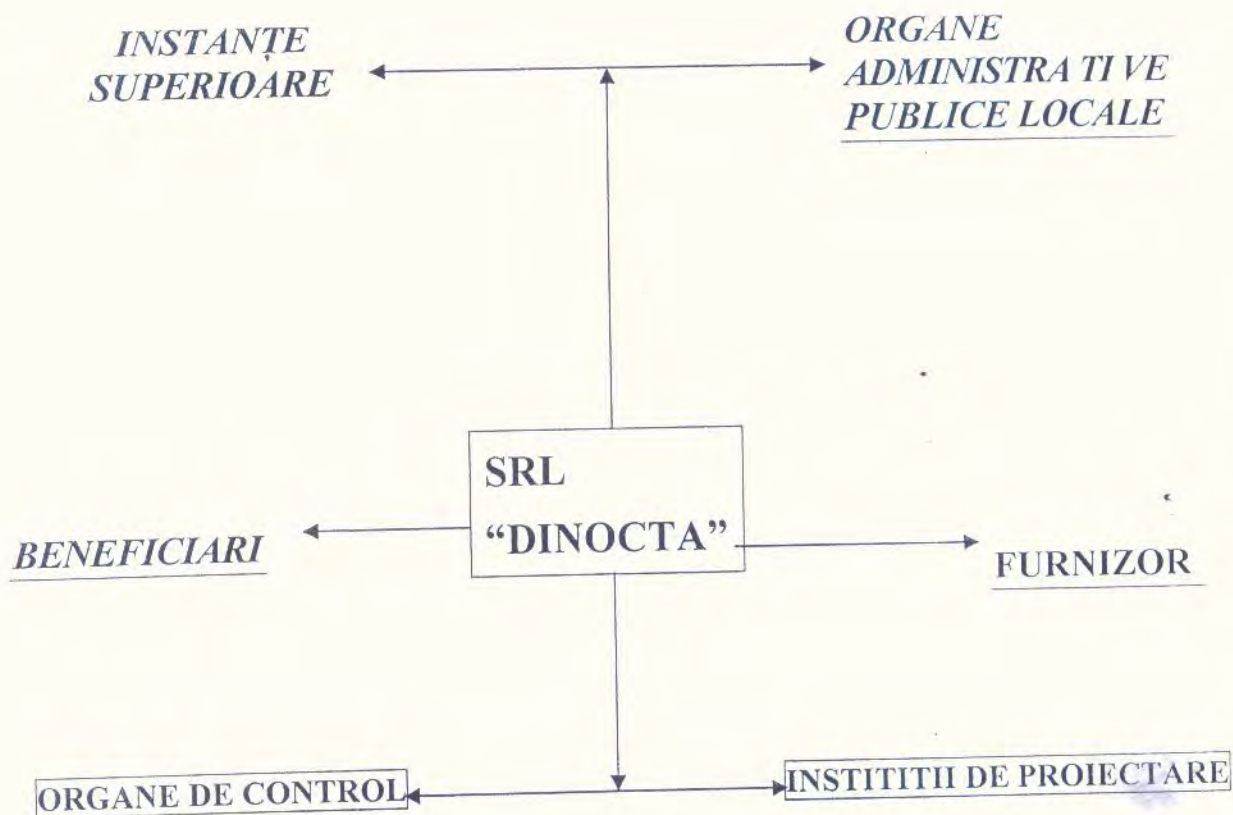 INSTANȚE
SUPERIOARE
ORGANE
ADMINISTRA TI VE
PUBLICE LOCALE
SRL
“DINOCTA”
BENEFICIARI
FURNIZOR
ORGANE DE CONTROL
INSTITITII DE PROIECTARE